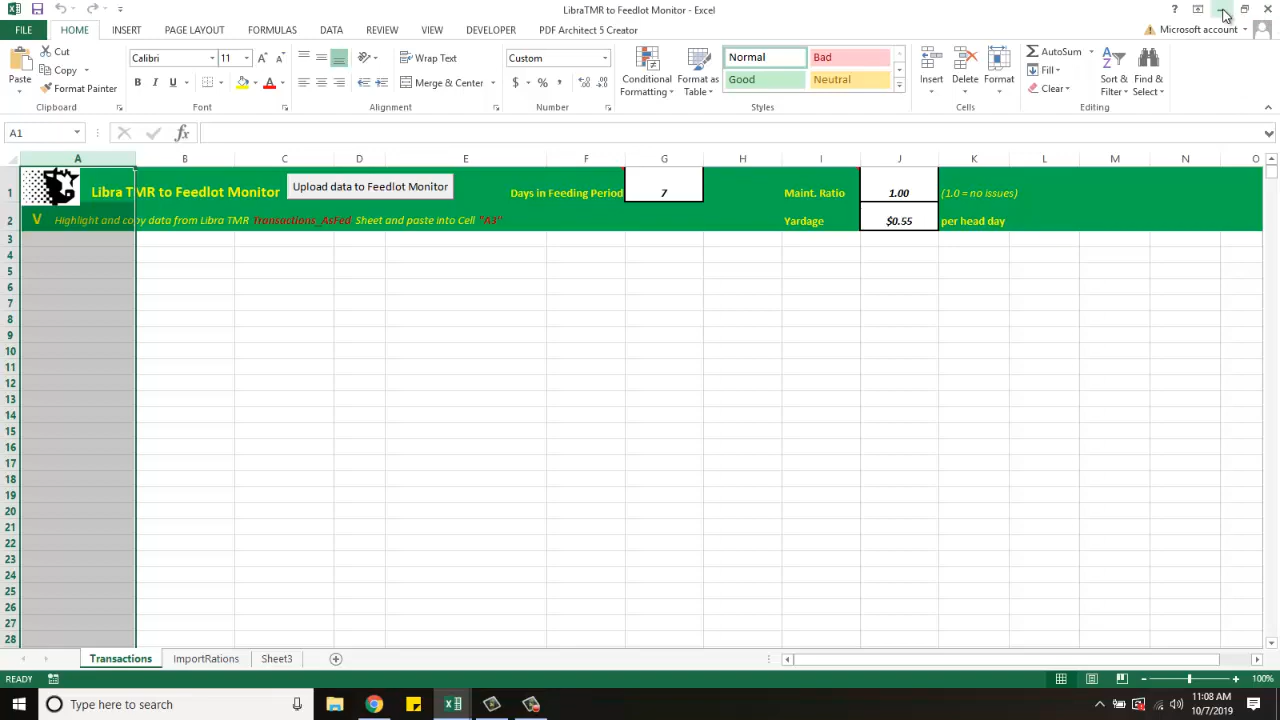 LibraTMR to Feedlot Monitor - Excel
FILE HOME INSERT PAGE LAYOUT FORMULAS DATA REVIEW VIEW DEVELOPER PDF Architect 5 Creator Microsoft account
Cut Calibri 11 Wrap Text Custom Normal Bad AutoSum
Copy Fill
Paste Format Painter B I U Merge & Center $ % Conditional Formatting Format as Table Good Neutral Insert Delete Format Clear Sort & Filter Find & Select
Clipboard Font Alignment Number Styles Cells Editing
A1 fx
A B C D E F G H I J K L M N O
1 Libra TMR to Feedlot Monitor Upload data to Feedlot Monitor Days in Feeding Period 7 Maint. Ratio 1.00 (1.0 = no issues)
2 V Highlight and copy data from Libra TMR Transactions_AsFed Sheet and paste into Cell "A3" Yardage $0.55 per head day
3
4
5
6
7
8
9
10
11
12
13
14
15
16
17
18
19
20
21
22
23
24
25
26
27
28
Transactions ImportRations Sheet3
READY 100%
Type here to search 11:08 AM
10/7/2019